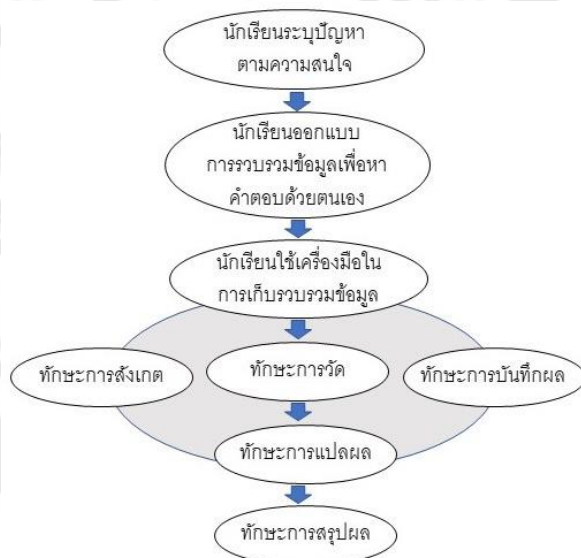 นักเรียนระบุปัญหา
ตามความสนใจ
นักเรียนออกแบบ
การรวบรวมข้อมูลเพื่อหา
คำตอบด้วยตนเอง
นักเรียนใช้เครื่องมือใน
การเก็บรวบรวมข้อมูล
ทักษะการสังเกต
ทักษะการวัด
ทักษะการบันทึกผล
ทักษะการแปลผล
ทักษะการสรุปผล